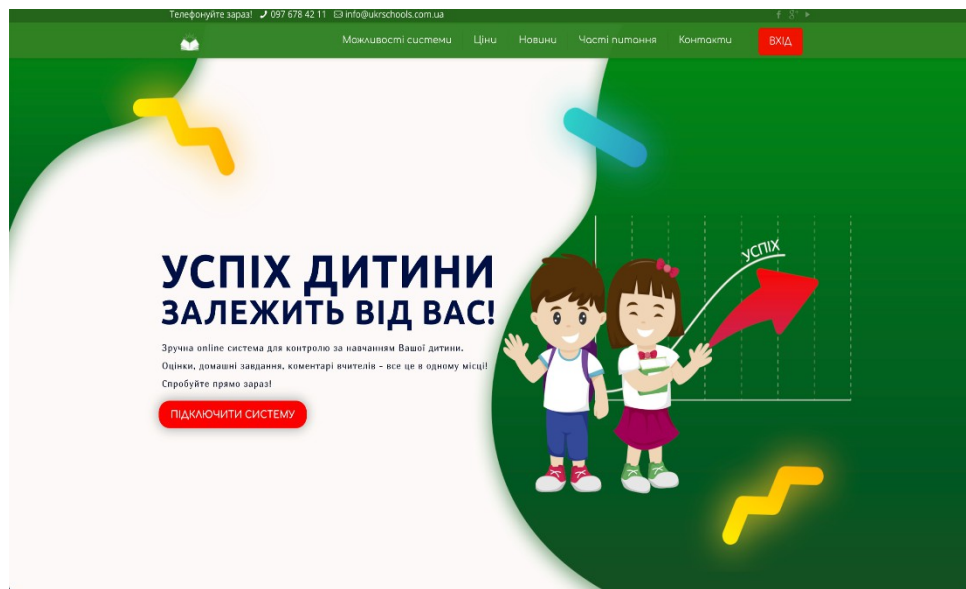 Телефонуйте зараз! 097 678 42 11 info@ukrschools.com.ua
Можливості системи Ціни Новини Часті питання Контакти ВХІД
УСПІХ
УСПІХ ДИТИНИ
ЗАЛЕЖИТЬ ВІД ВАС!
Зручна online система для контролю за навчанням Вашої дитини.
Оцінки, домашні завдання, коментарі вчителів - все це в одному місці!
Спробуйте прямо зараз!
ПІДКЛЮЧИТИ СИСТЕМУ